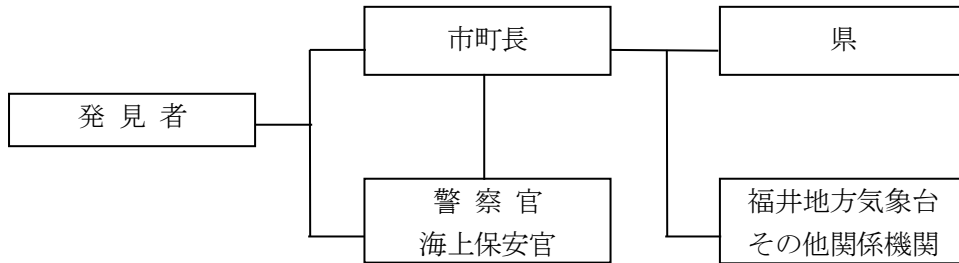 市町長
県
発 見 者
警 察 官
海上保安官
福井地方気象台
その他関係機関